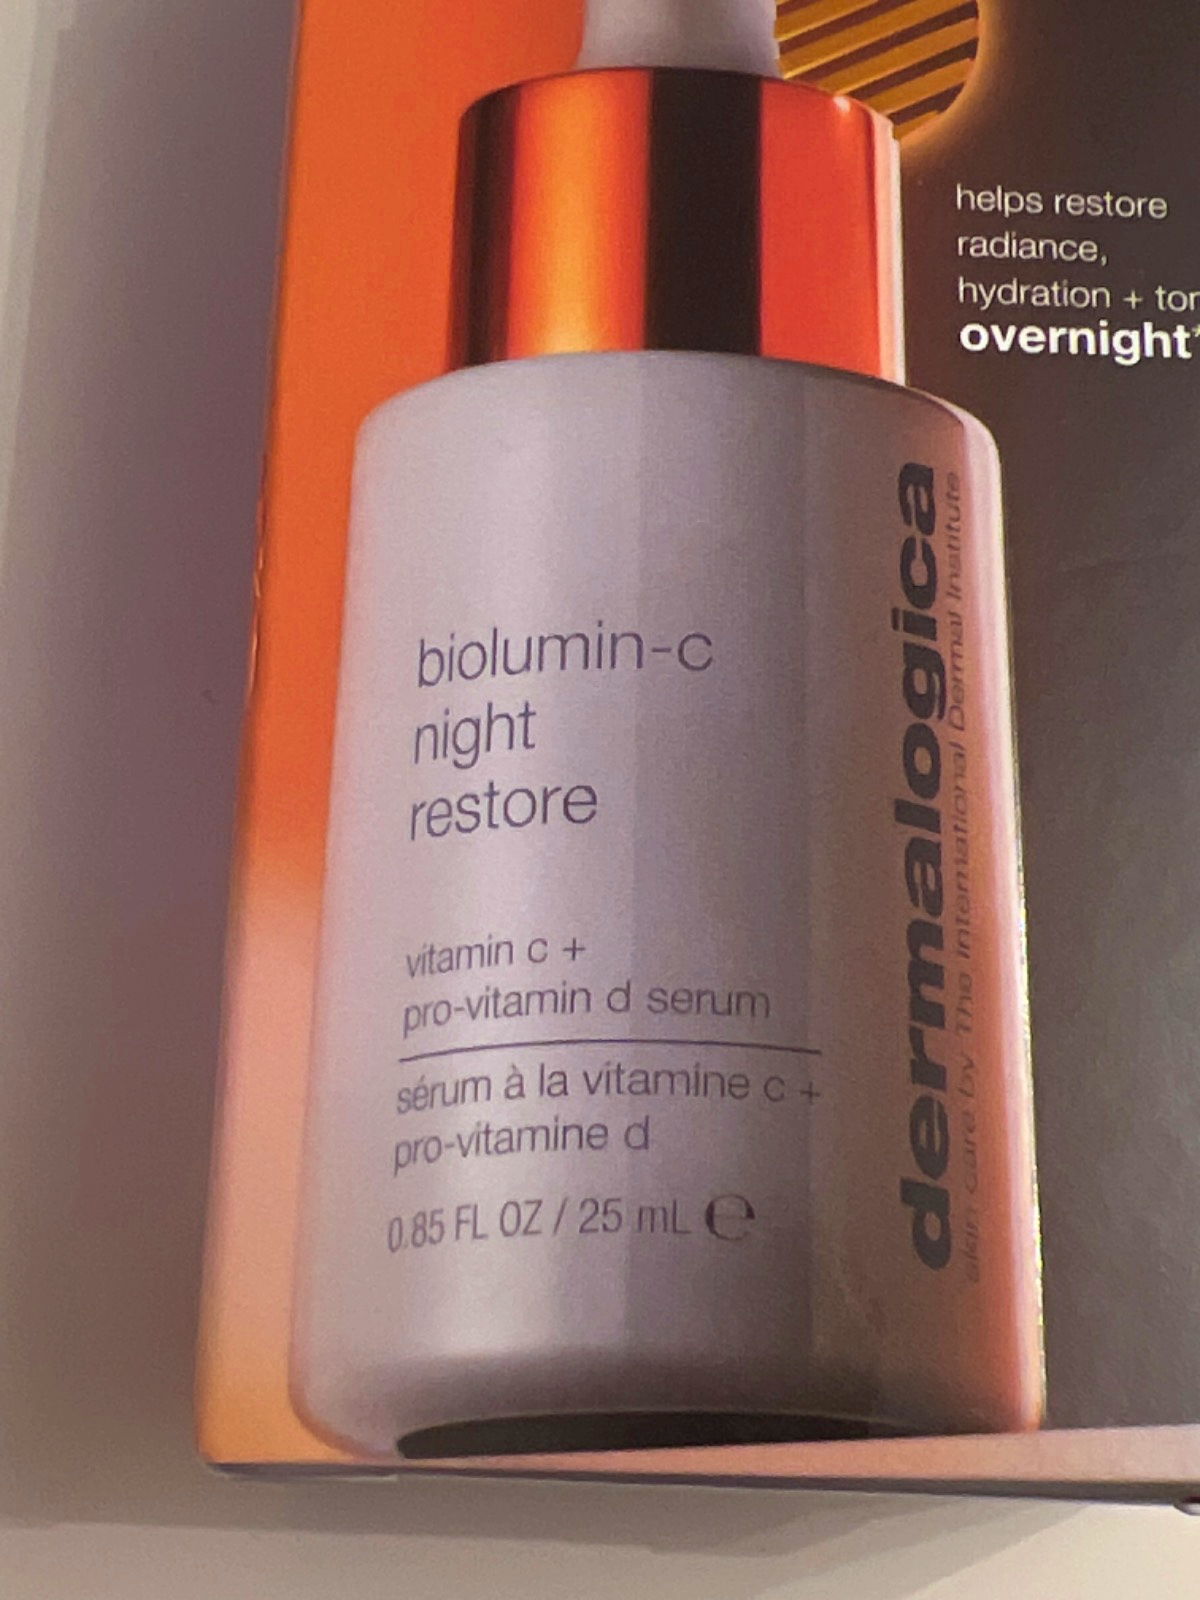 helps restore
radiance,
hydration +
overnight*
biolumin-c
night
restore
vitamin c +
pro-vitamin d serum
sérum à la vitamine c +
pro-vitamine d
0.85 FL OZ / 25 mL ℮
dermalogica
skin care by The International Dermal Institute